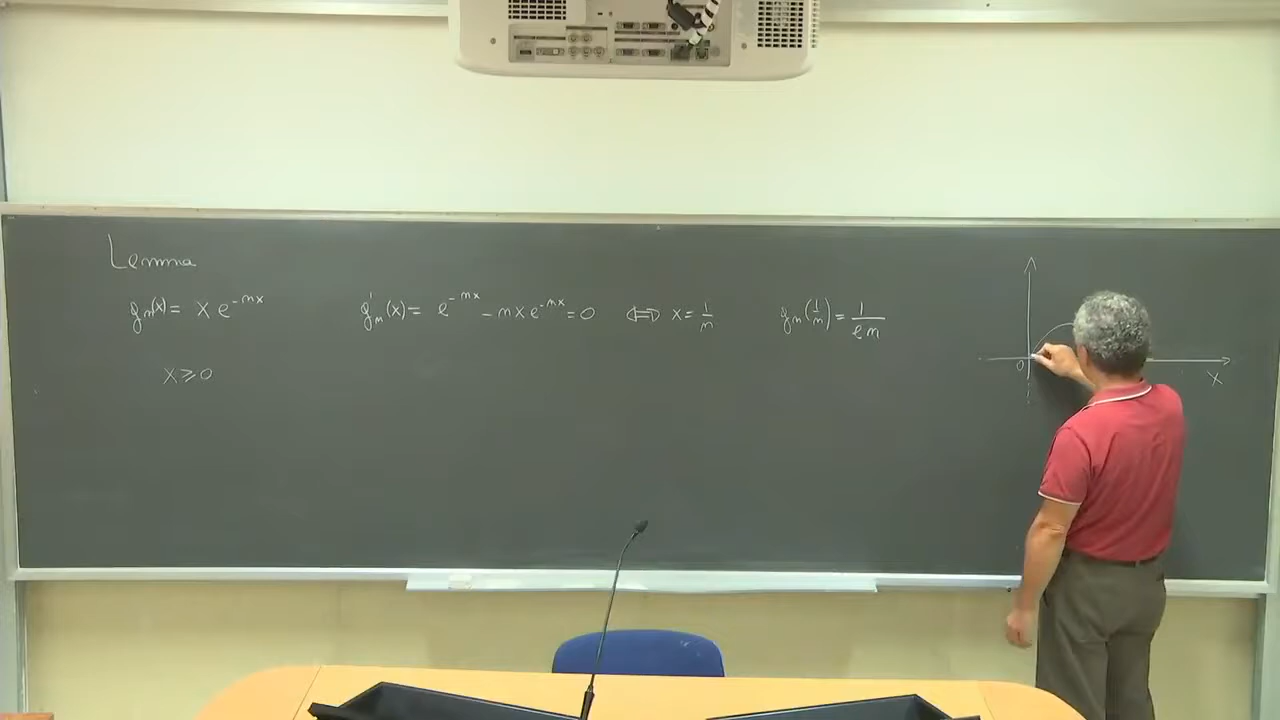 Lemma
gₙ(x) = x e^{-nx}    g'ₙ(x) = e^{-nx} - nx e^{-nx} = 0 ⟺ x = 1/n    gₙ(1/n) = 1/(en)
x ⩾ 0
0
x